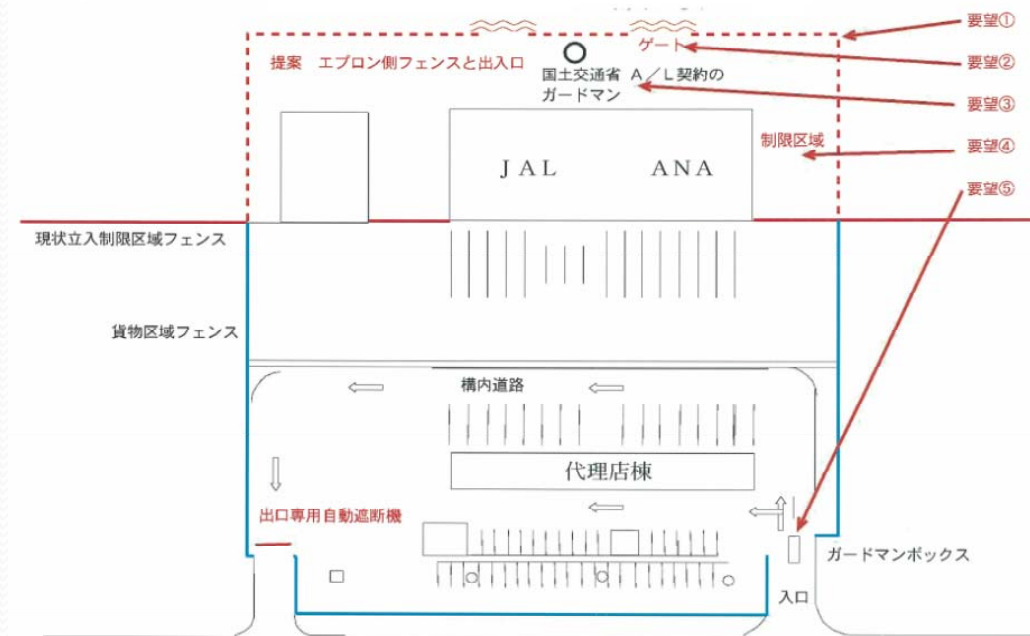 要望①
ゲート
要望②
提案 エプロン側フェンスと出入口
国土交通省 A／L契約の
ガードマン
要望③
制限区域
要望④
JAL ANA
要望⑤
現状立入制限区域フェンス
貨物区域フェンス
構内道路
代理店棟
出口専用自動遮断機
ガードマンボックス
入口